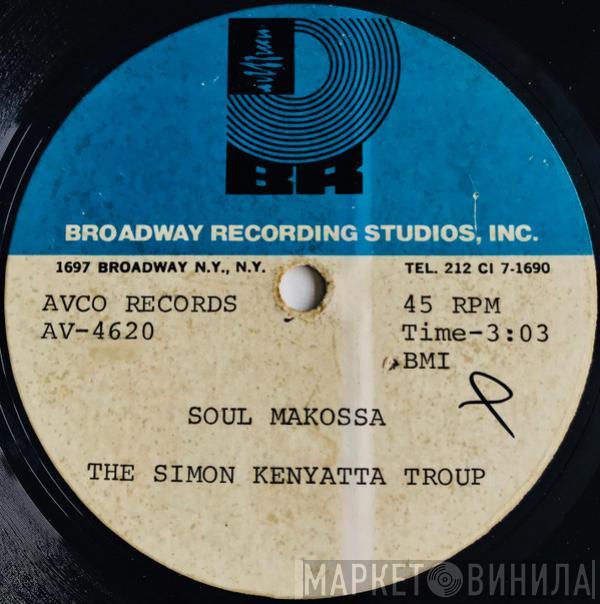 BR
BROADWAY RECORDING STUDIOS, INC.
1697 BROADWAY N.Y., N.Y. TEL. 212 CI 7-1690
AVCO RECORDS 45 RPM
AV-4620 Time-3:03
BMI
SOUL MAKOSSA
THE SIMON KENYATTA TROUP
МАРКЕТ ВИНИЛА